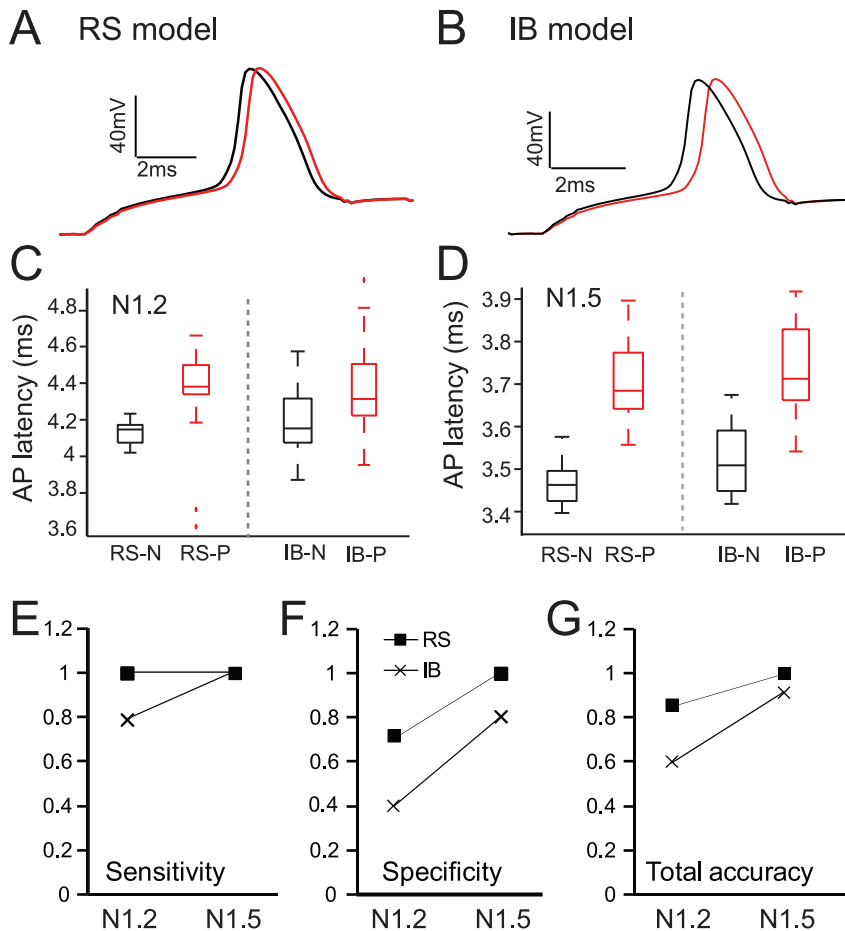 A RS model
B IB model
40mV
2ms
40mV
2ms
C
N1.2
AP latency (ms)
4.8
4.6
4.4
4.2
4
3.8
3.6
RS-N RS-P IB-N IB-P
D
N1.5
AP latency (ms)
3.9
3.7
3.6
3.5
3.4
RS-N RS-P IB-N IB-P
E
1.2
1
0.8
0.6
0.4
0.2
0
Sensitivity
N1.2 N1.5
F
1.2
1
0.8
0.6
0.4
0.2
0
RS
IB
Specificity
N1.2 N1.5
G
1.2
1
0.8
0.6
0.4
0.2
0
Total accuracy
N1.2 N1.5